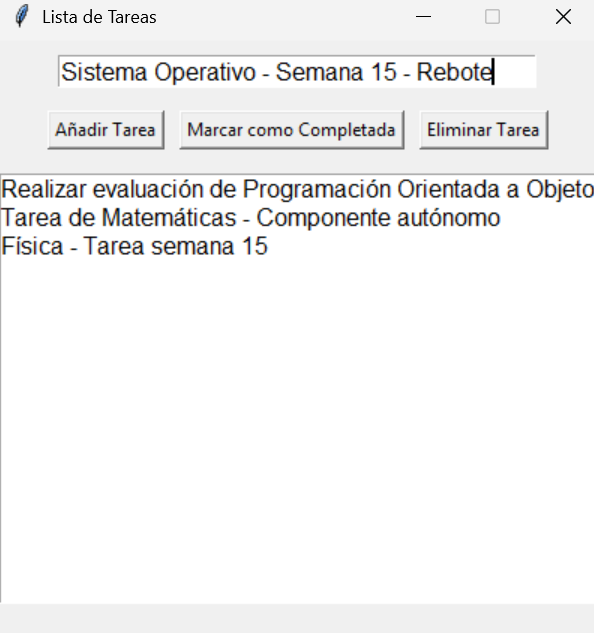 Lista de Tareas
Sistema Operativo - Semana 15 - Rebote
Añadir Tarea
Marcar como Completada
Eliminar Tarea
Realizar evaluación de Programación Orientada a Objeto
Tarea de Matemáticas - Componente autónomo
Física - Tarea semana 15